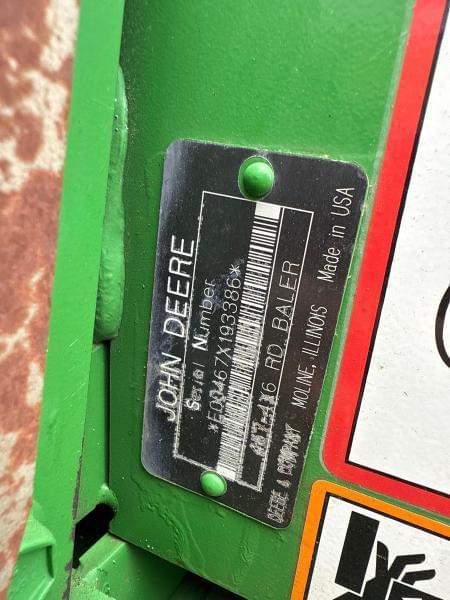 JOHN DEERE
Serial Number
*E00467X193386*
467-4X6 RD. BALER
DEERE & COMPANY MOLINE, ILLINOIS Made in USA